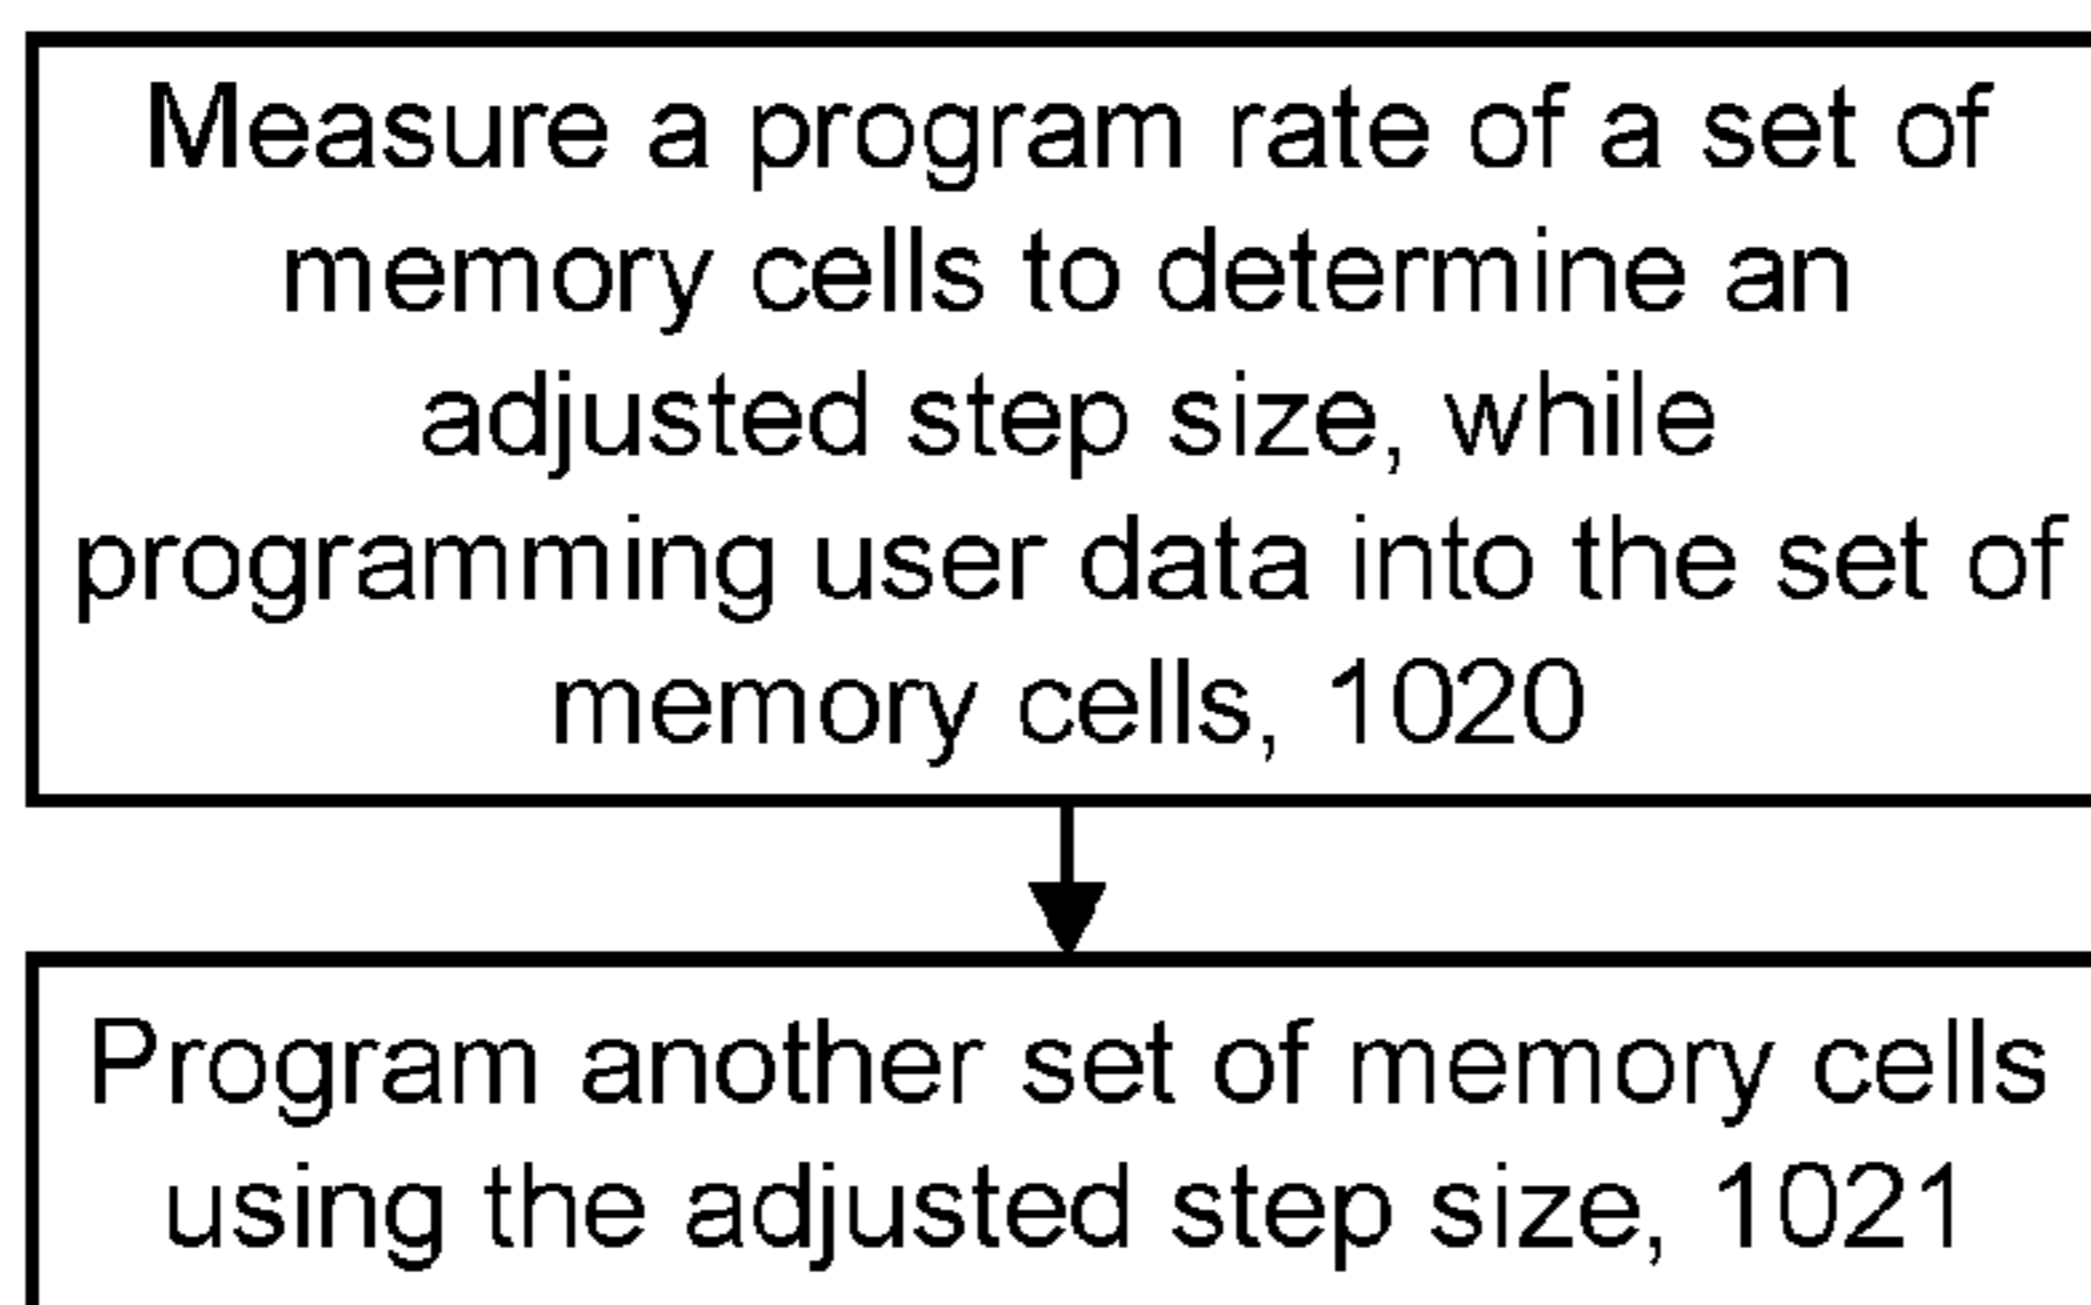 Measure a program rate of a set of
memory cells to determine an
adjusted step size, while
programming user data into the set of
memory cells, 1020
Program another set of memory cells
using the adjusted step size, 1021